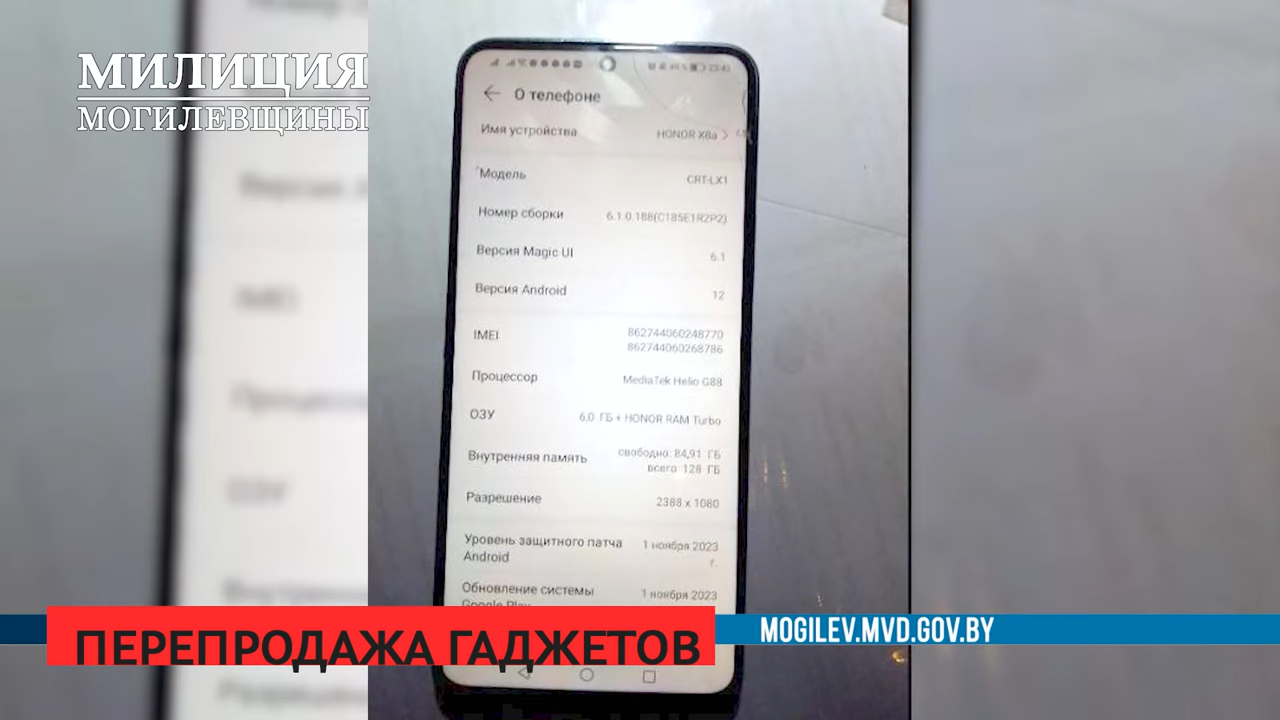 МИЛИЦИЯ
МОГИЛЕВЩИНЫ
О телефоне
Имя устройства HONOR X8a
Модель CRT-LX1
Номер сборки 6.1.0.188(C185E1R2P2)
Версия Magic UI 6.1
Версия Android 12
IMEI 862744060248770
862744060268786
Процессор MediaTek Helio G88
ОЗУ 6,0 ГБ + HONOR RAM Turbo
Внутренняя память свободно: 84,91 ГБ
всего: 128 ГБ
Разрешение 2388 x 1080
Уровень защитного патча 1 ноября 2023
Android г.
Обновление системы 1 ноября 2023
Google Play
ПЕРЕПРОДАЖА ГАДЖЕТОВ
MOGILEV.MVD.GOV.BY